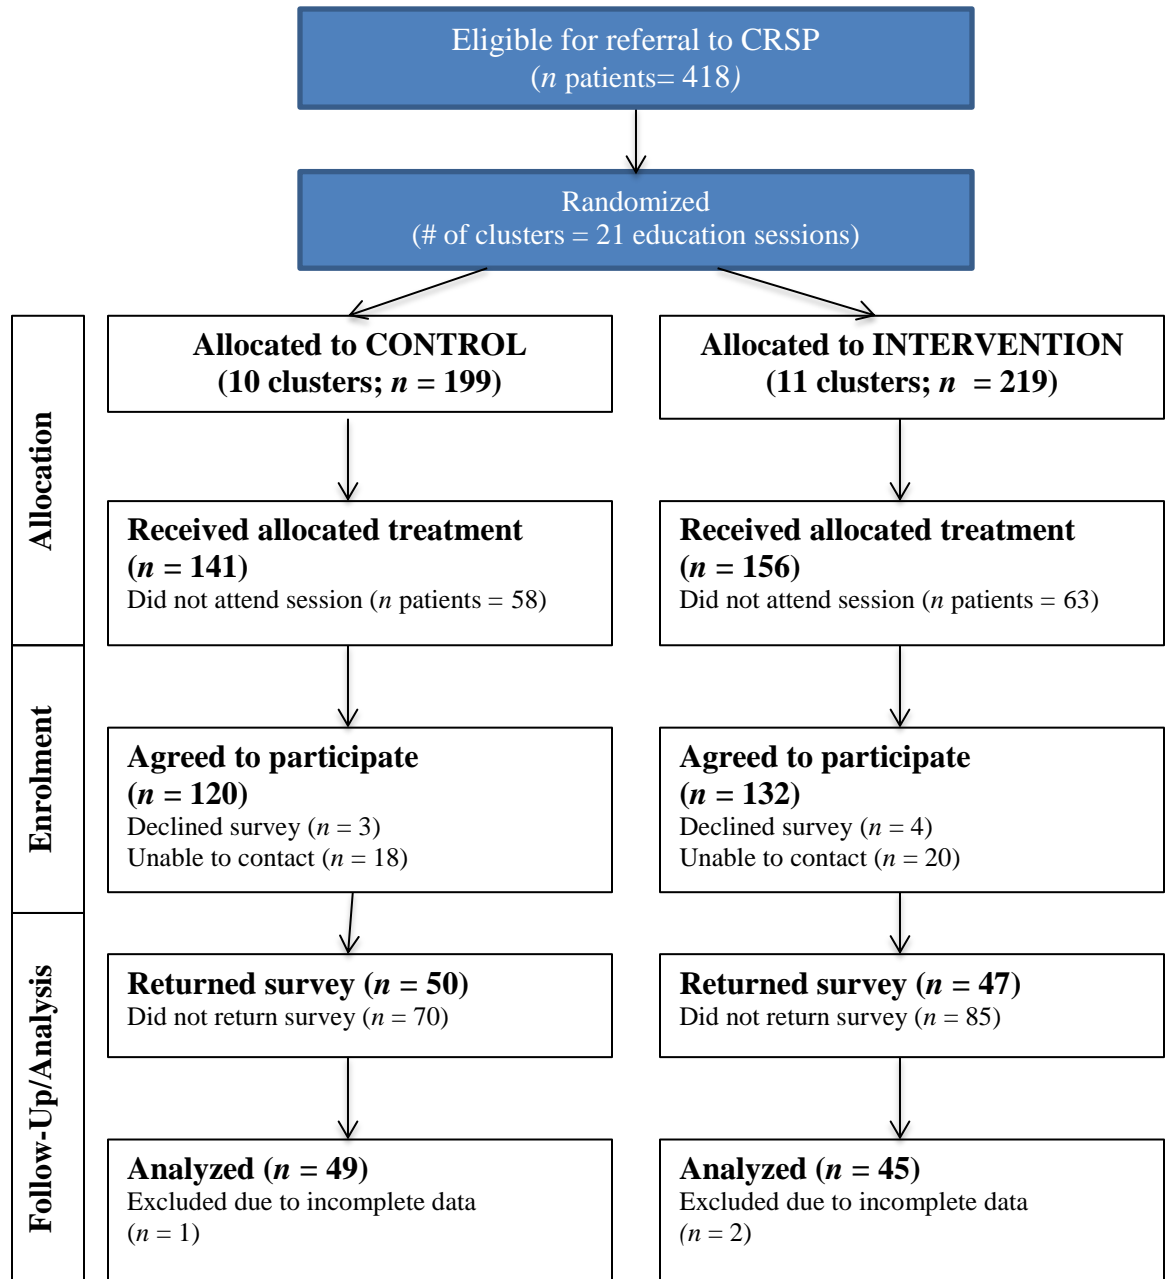 Eligible for referral to CRSP
(n patients= 418)
Randomized
(# of clusters = 21 education sessions)
Allocation
Allocated to CONTROL
(10 clusters; n = 199)
Allocated to INTERVENTION
(11 clusters; n = 219)
Received allocated treatment
(n = 141)
Did not attend session (n patients = 58)
Received allocated treatment
(n = 156)
Did not attend session (n patients = 63)
Enrolment
Agreed to participate
(n = 120)
Declined survey (n = 3)
Unable to contact (n = 18)
Agreed to participate
(n = 132)
Declined survey (n = 4)
Unable to contact (n = 20)
Follow-Up/Analysis
Returned survey (n = 50)
Did not return survey (n = 70)
Returned survey (n = 47)
Did not return survey (n = 85)
Analyzed (n = 49)
Excluded due to incomplete data
(n = 1)
Analyzed (n = 45)
Excluded due to incomplete data
(n = 2)